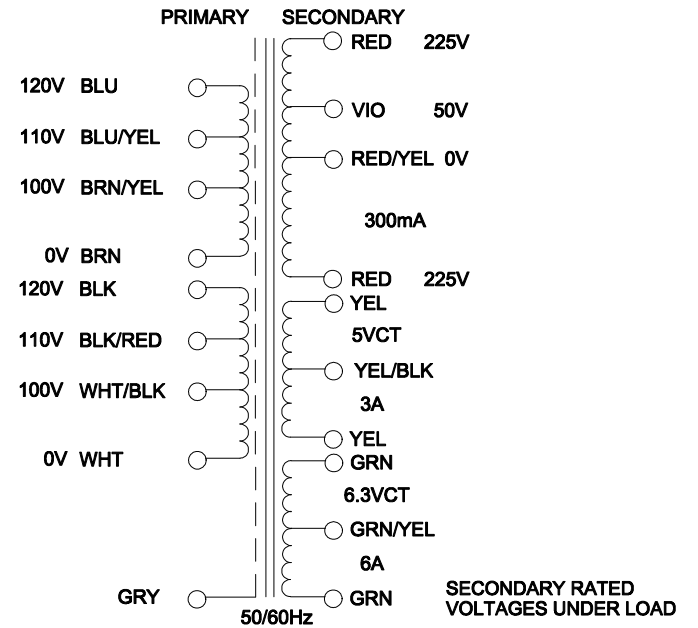 PRIMARY SECONDARY
RED 225V
120V BLU
VIO 50V
110V BLU/YEL
RED/YEL 0V
100V BRN/YEL
300mA
0V BRN
RED 225V
120V BLK
YEL
110V BLK/RED
5VCT
YEL/BLK
100V WHT/BLK
3A
YEL
0V WHT
GRN
6.3VCT
GRN/YEL
6A
GRY
GRN
SECONDARY RATED
VOLTAGES UNDER LOAD
50/60Hz